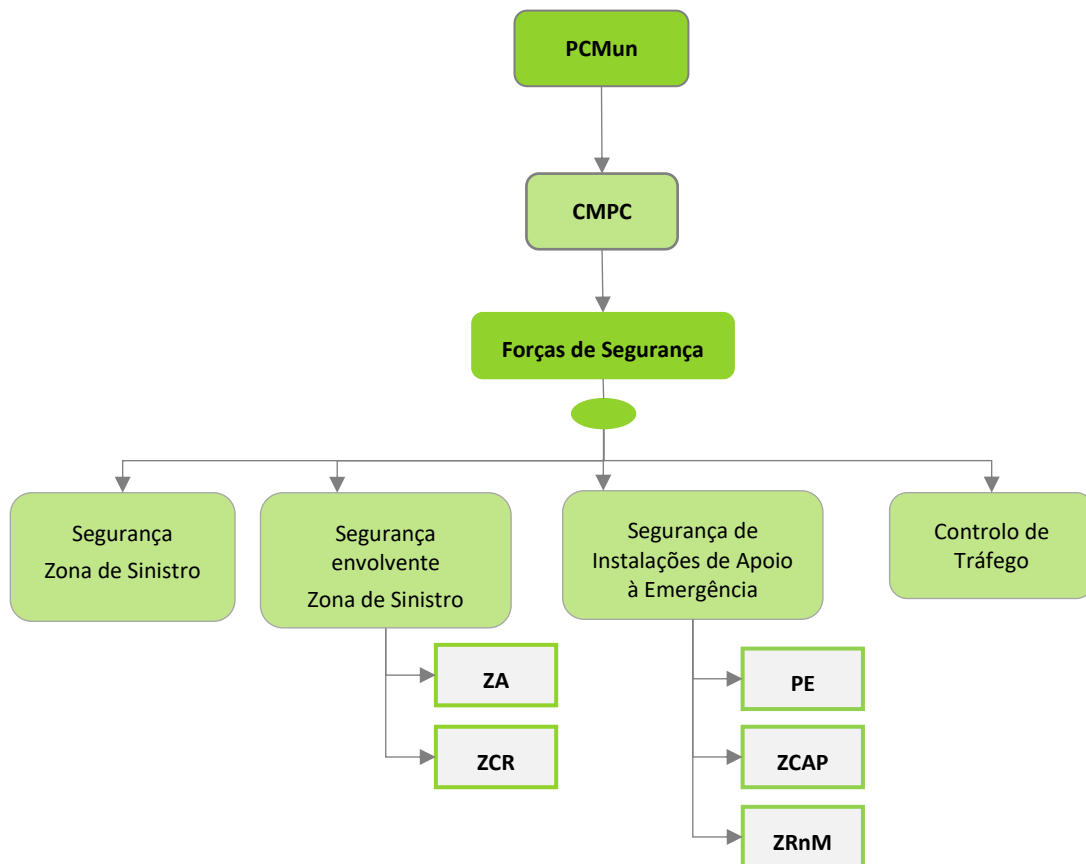 PCMun
CMPC
Forças de Segurança
Segurança
Zona de Sinistro
Segurança
envolvente
Zona de Sinistro
Segurança de
Instalações de Apoio
à Emergência
Controlo de
Tráfego
ZA
ZCR
PE
ZCAP
ZRnM